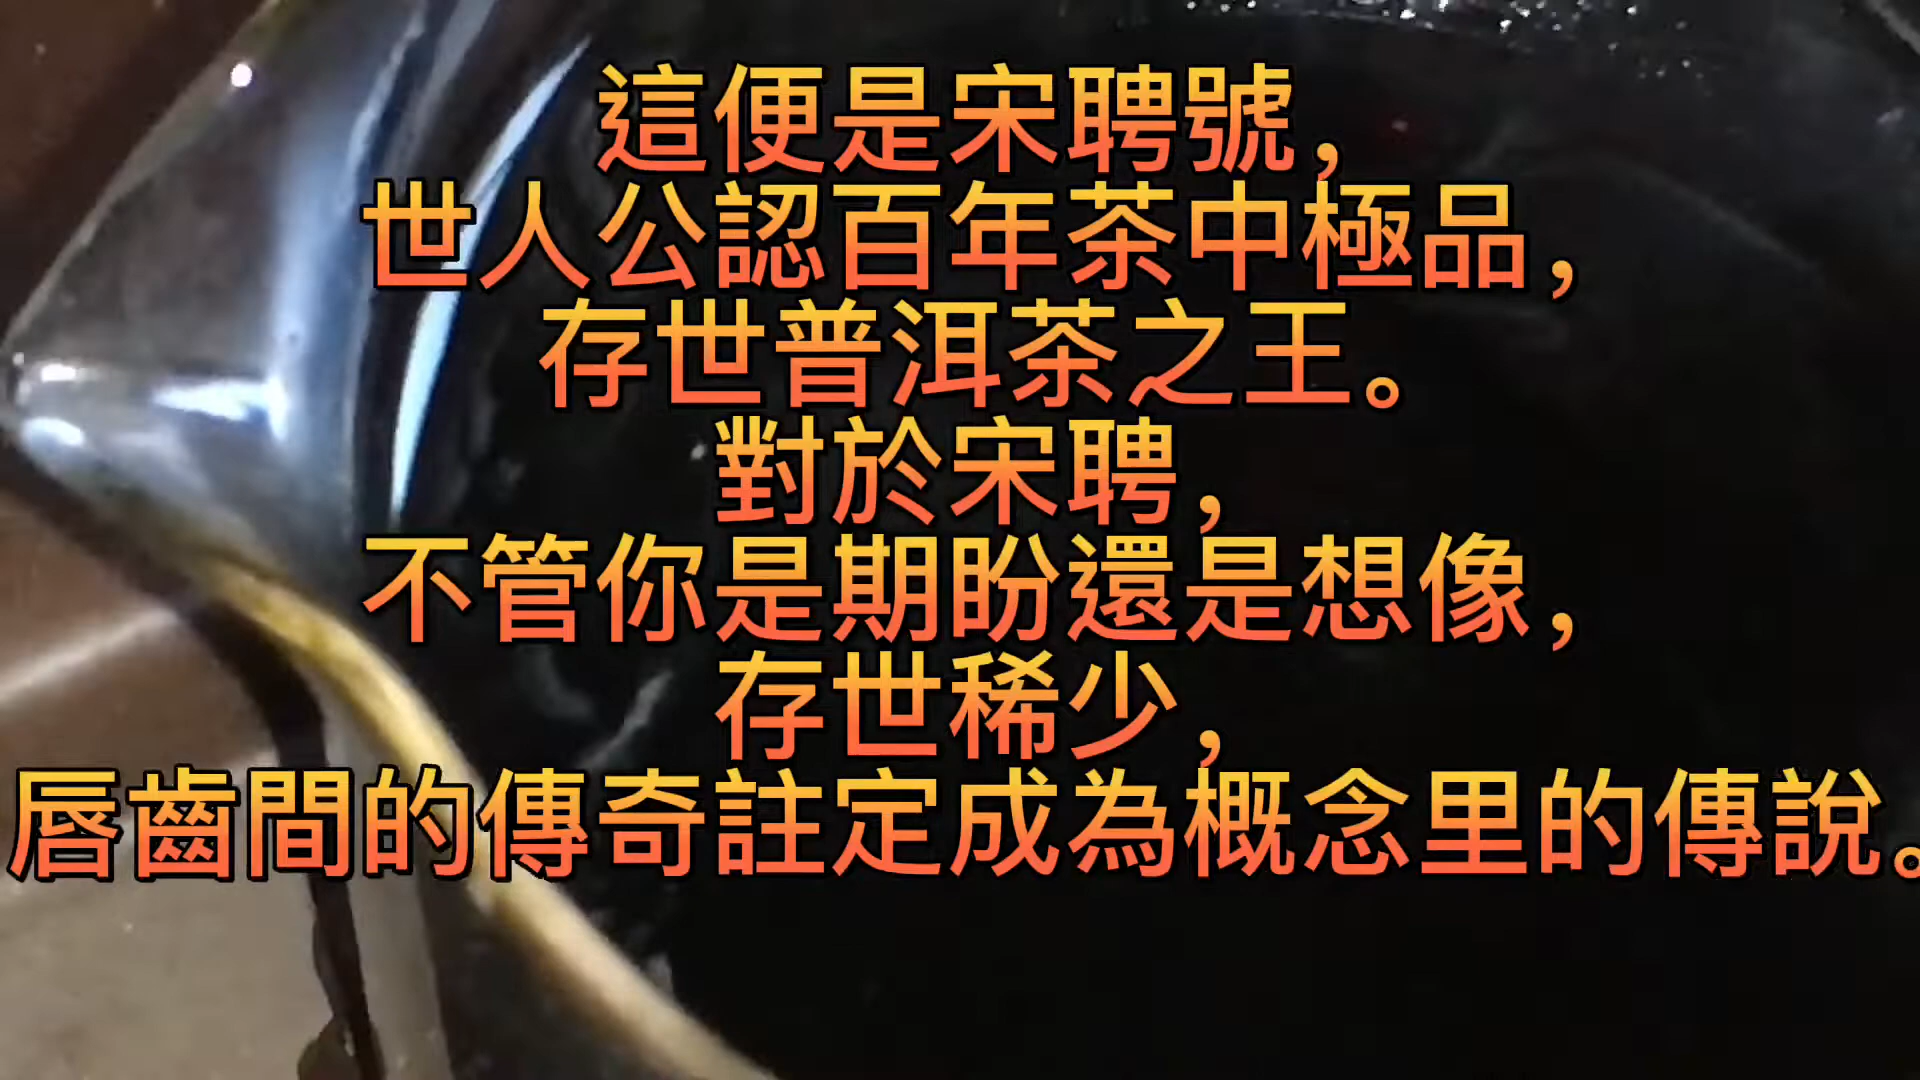 這便是宋聘號，
世人公認百年茶中極品，
存世普洱茶之王。
對於宋聘，
不管你是期盼還是想像，
存世稀少，
唇齒間的傳奇註定成為概念里的傳說。